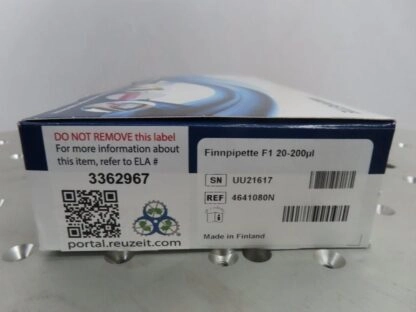 DO NOT REMOVE this label
For more information about
this item, refer to ELA #
3362967
portal.reuzeit.com
Finnpipette F1 20-200µl
SN UU21617
REF 4641080N
Made in Finland